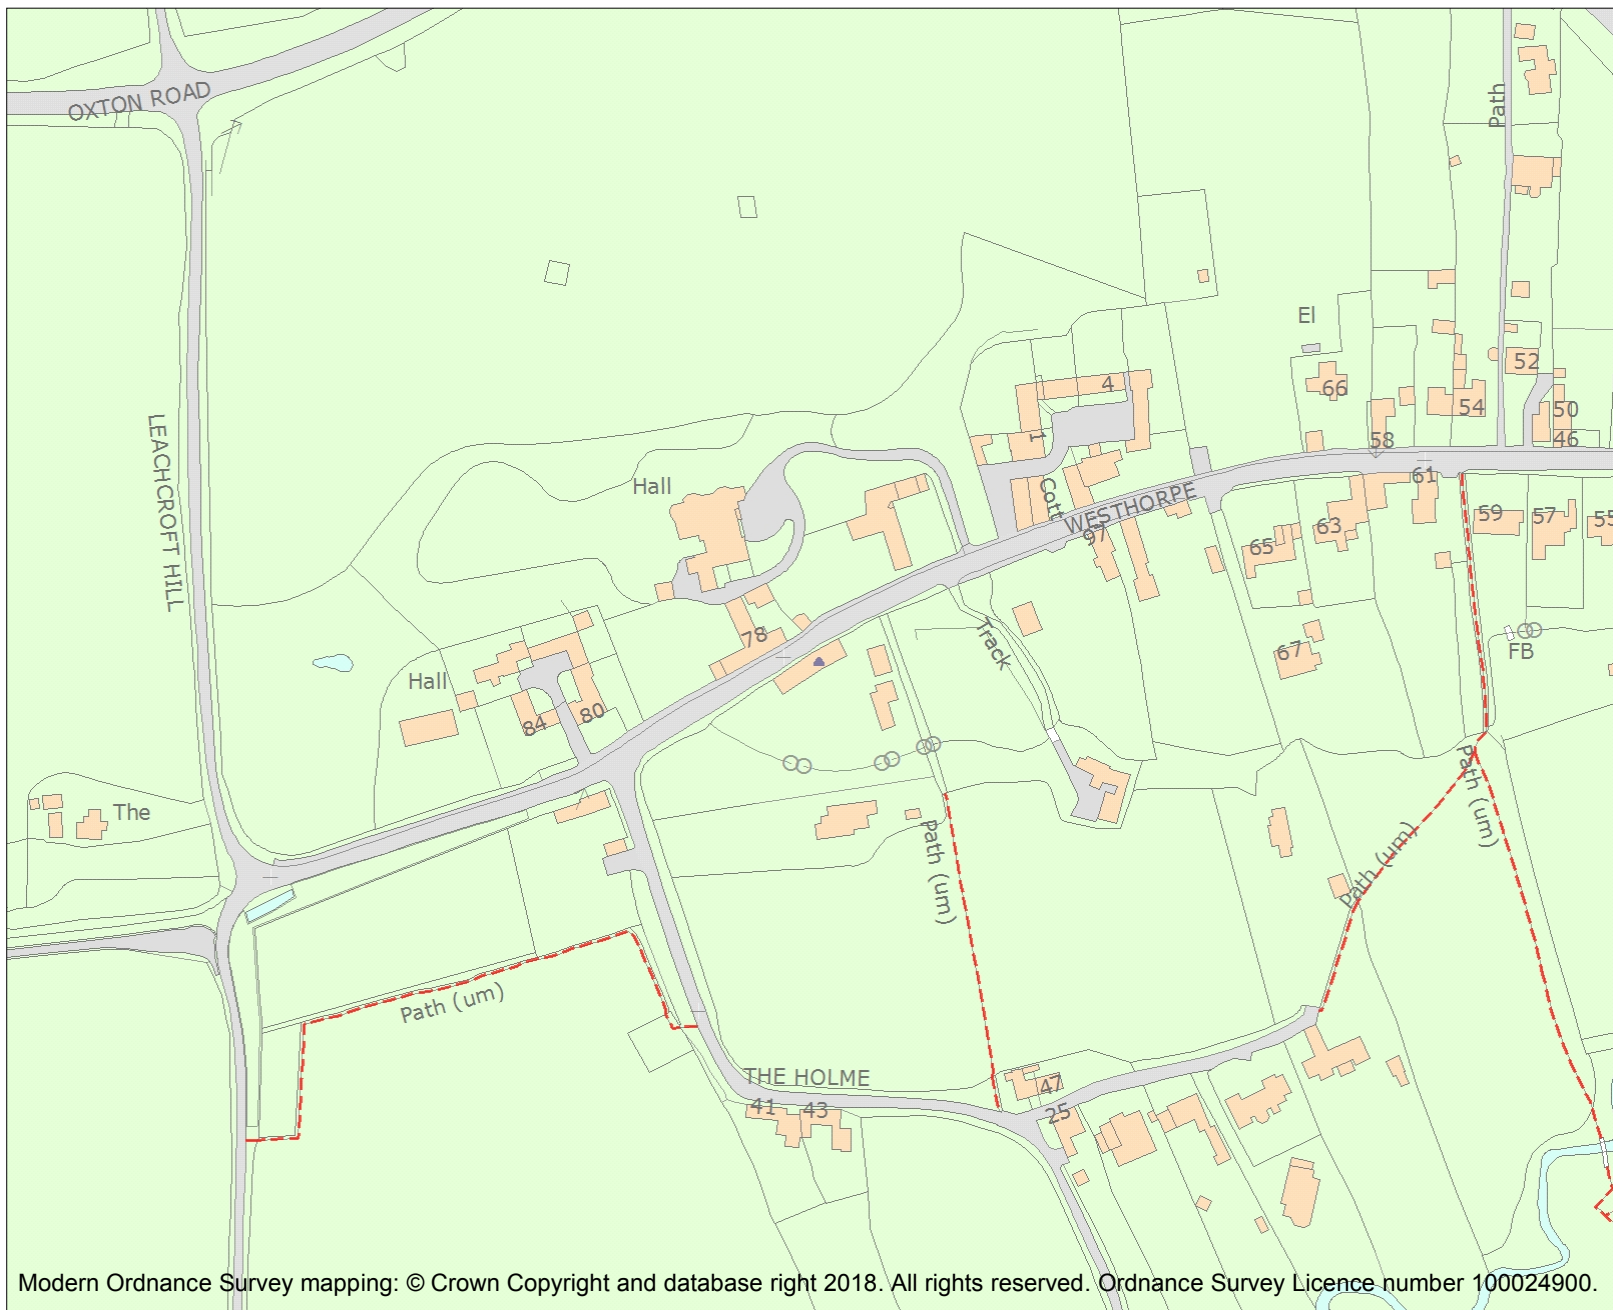 OXTON ROAD
Path
El
52
66
4
54
50
58
46
1
61
LEACHCROFT HILL
Hall
Cott
WESTHORPE
59
57
55
63
97
65
78
Track
67
FB
Hall
84
80
The
Path (um)
Path (um)
Path (um)
Path (um)
THE HOLME
47
41
43
25
Modern Ordnance Survey mapping: © Crown Copyright and database right 2018. All rights reserved. Ordnance Survey Licence number 100024900.